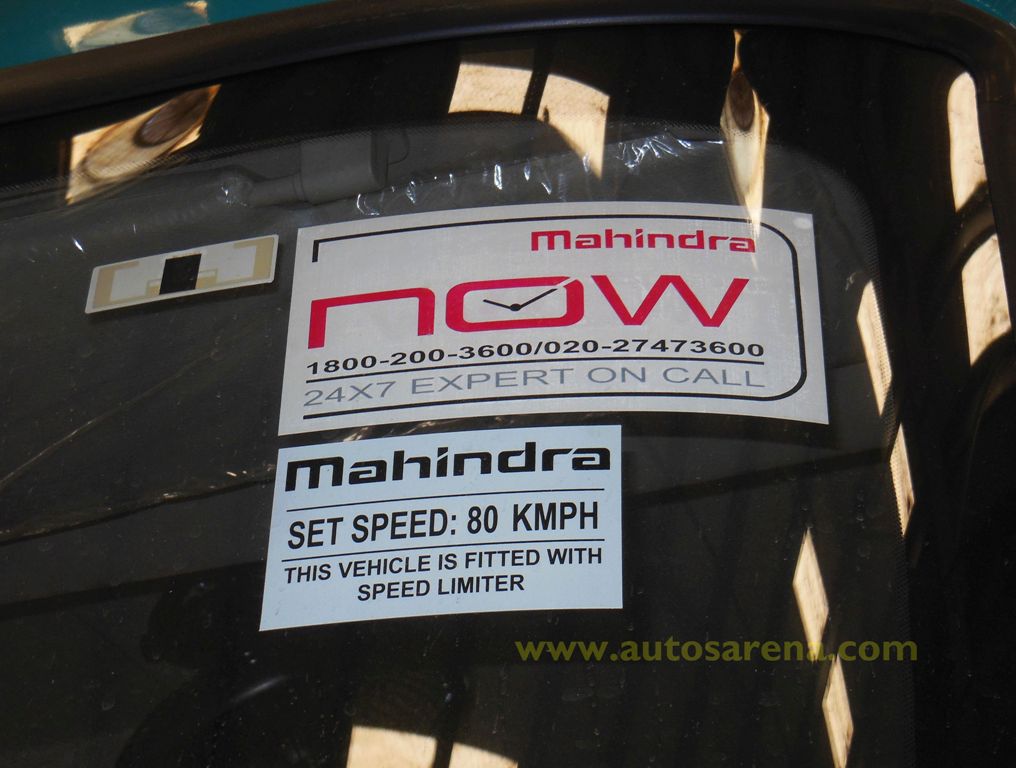 Mahindra
now
1800-200-3600/020-27473600
24X7 EXPERT ON CALL
Mahindra
SET SPEED: 80 KMPH
THIS VEHICLE IS FITTED WITH
SPEED LIMITER
www.autosarena.com